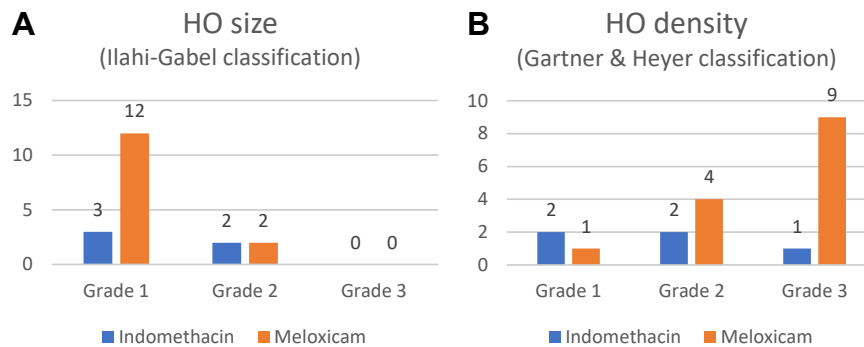 A
HO size
(Ilahi-Gabel classification)
15
12
10
5
3
2 2
0 0
0
Grade 1 Grade 2 Grade 3
Indomethacin Meloxicam
B
HO density
(Gartner & Heyer classification)
10
9
8
6
4
4
2
2
2
1
1
0
Grade 1 Grade 2 Grade 3
Indomethacin Meloxicam